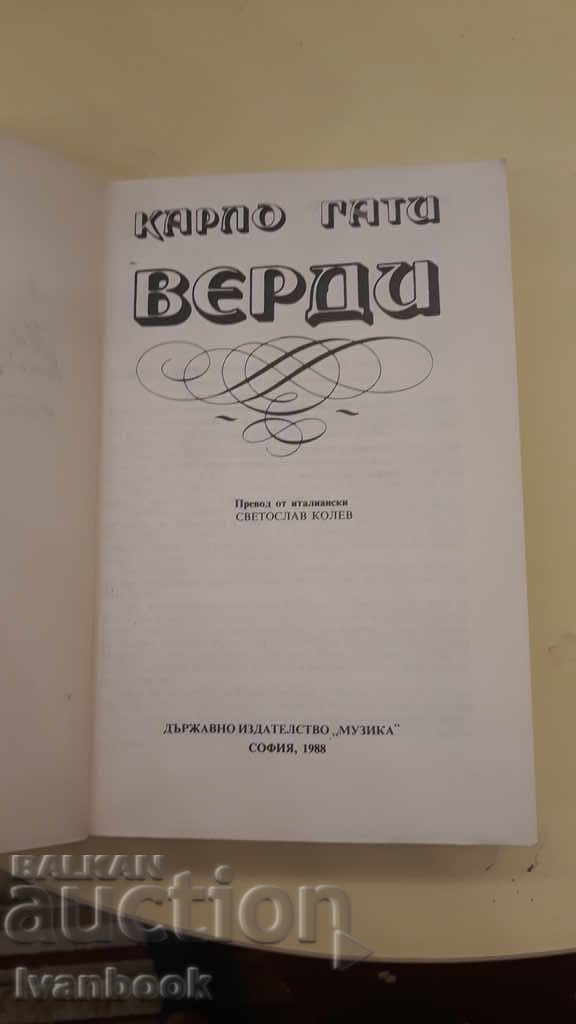 КАРЛО ГАТИ
ВЕРДИ
Превод от италиански
СВЕТОСЛАВ КОЛЕВ
ДЪРЖАВНО ИЗДАТЕЛСТВО „МУЗИКА“
СОФИЯ, 1988
BALKAN
auction
Ivanbook